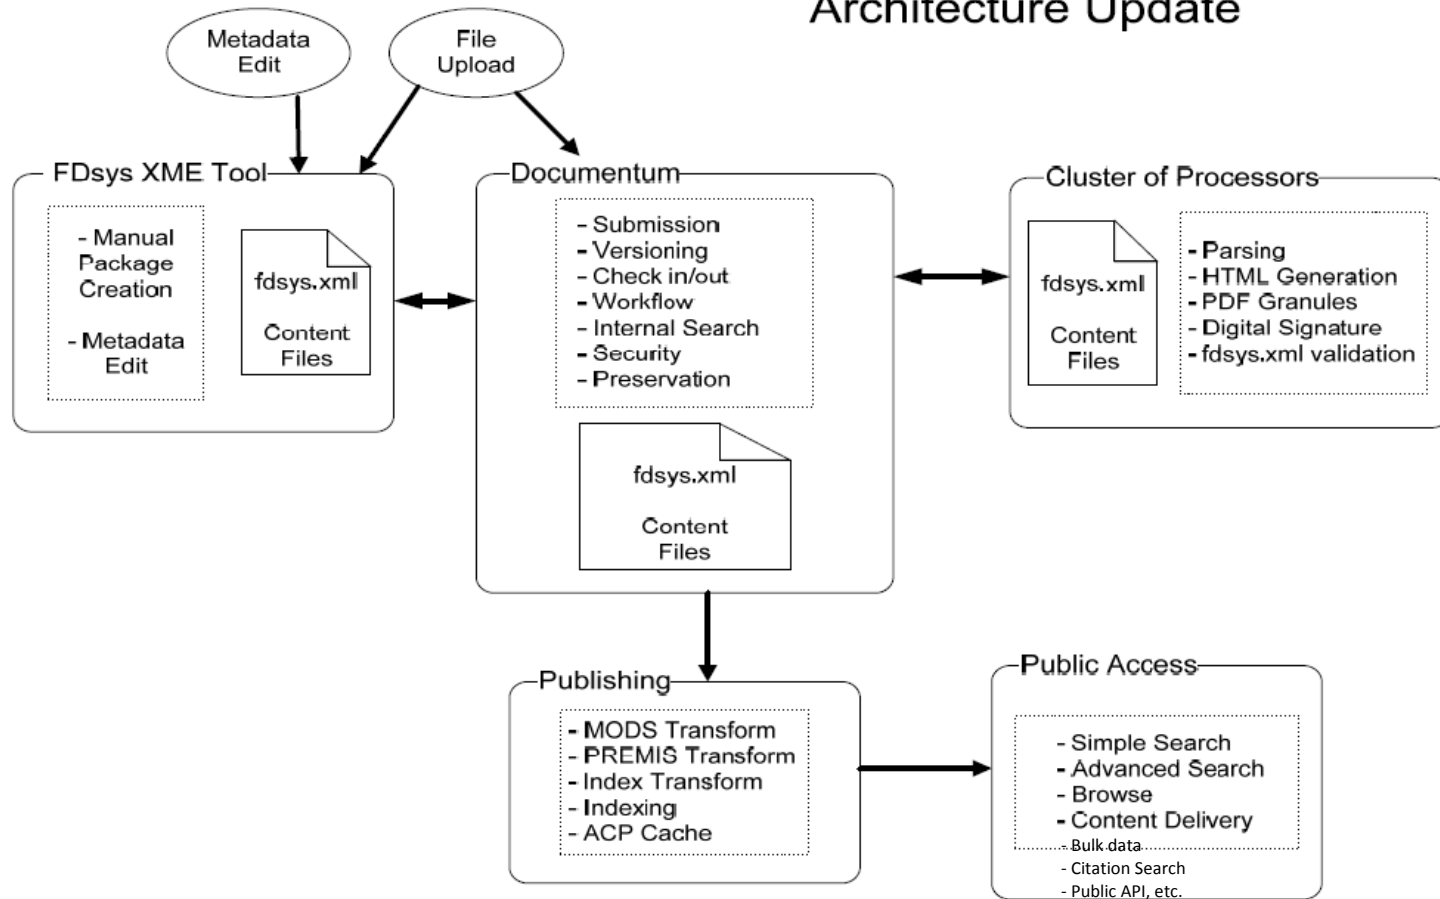 Architecture Update
Metadata
Edit
File
Upload
FDsys XME Tool
- Manual
Package
Creation
- Metadata
Edit
fdsys.xml
Content
Files
Documentum
- Submission
- Versioning
- Check in/out
- Workflow
- Internal Search
- Security
- Preservation
fdsys.xml
Content
Files
Cluster of Processors
fdsys.xml
Content
Files
- Parsing
- HTML Generation
- PDF Granules
- Digital Signature
- fdsys.xml validation
Publishing
- MODS Transform
- PREMIS Transform
- Index Transform
- Indexing
- ACP Cache
Public Access
- Simple Search
- Advanced Search
- Browse
- Content Delivery
- Bulk data
- Citation Search
- Public API, etc.